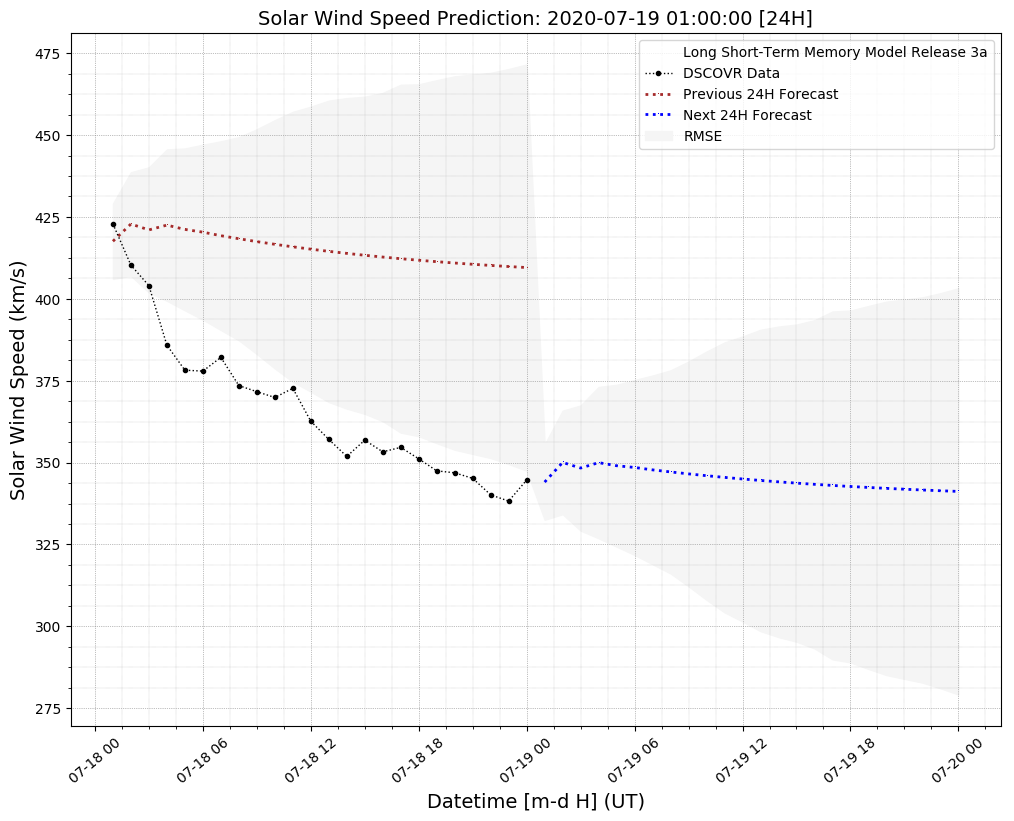 Solar Wind Speed Prediction: 2020-07-19 01:00:00 [24H]
Long Short-Term Memory Model Release 3a
DSCOVR Data
Previous 24H Forecast
Next 24H Forecast
RMSE
Solar Wind Speed (km/s)
475
450
425
400
375
350
325
300
275
07-18 00
07-18 06
07-18 12
07-18 18
07-19 00
07-19 06
07-19 12
07-19 18
07-20 00
Datetime [m-d H] (UT)